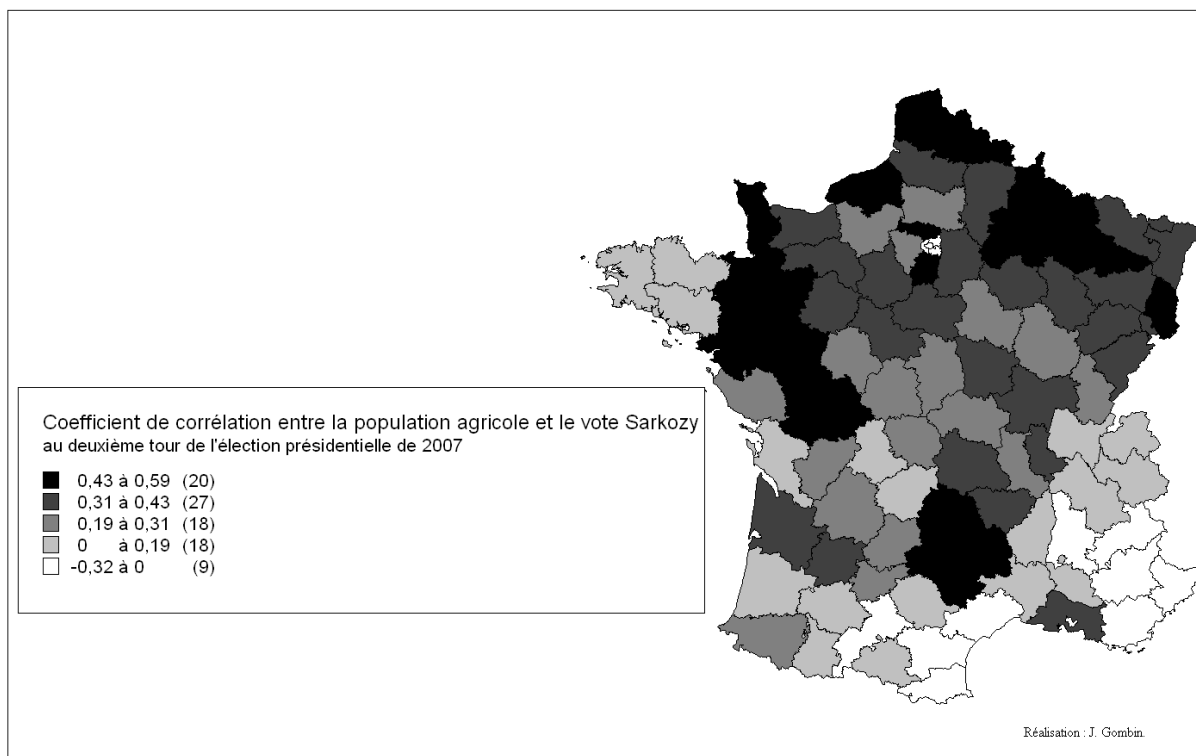 Coefficient de corrélation entre la population agricole et le vote Sarkozy
au deuxième tour de l'élection présidentielle de 2007
0,43 à 0,59 (20)
0,31 à 0,43 (27)
0,19 à 0,31 (18)
0 à 0,19 (18)
-0,32 à 0 (9)
Réalisation : J. Gombin.